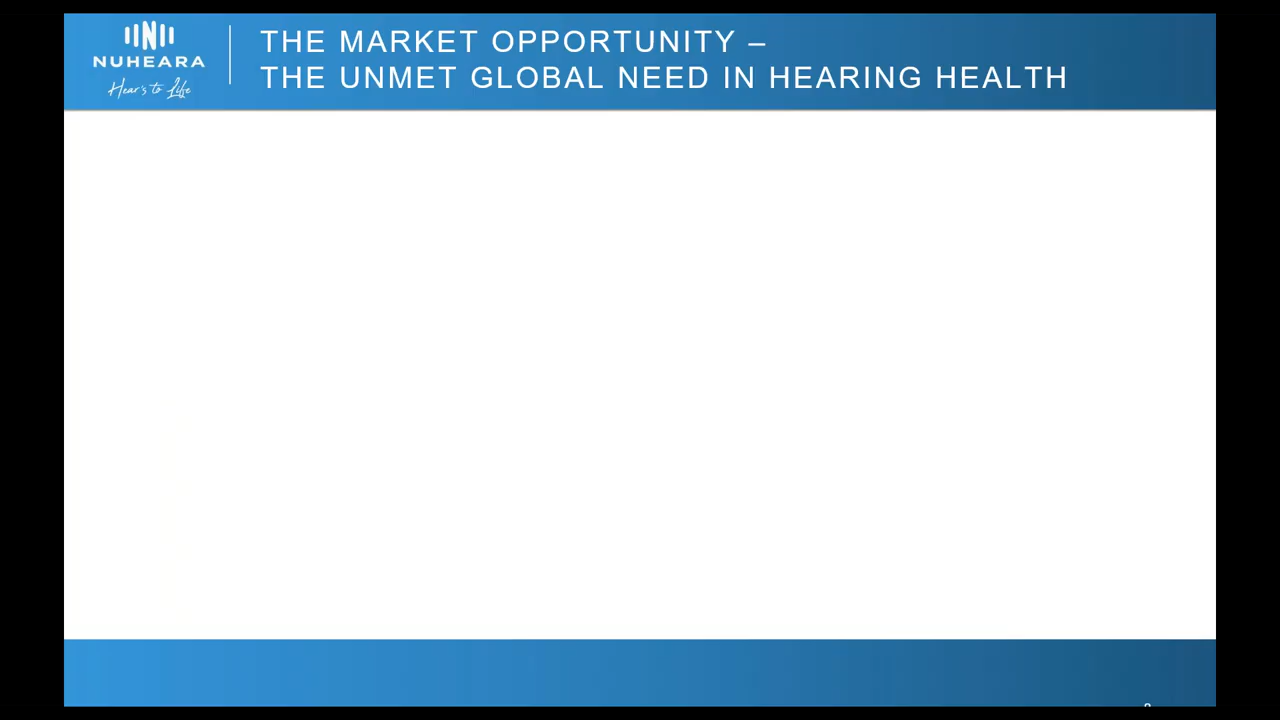 NUHEARA
Hear's to Life
THE MARKET OPPORTUNITY –
THE UNMET GLOBAL NEED IN HEARING HEALTH